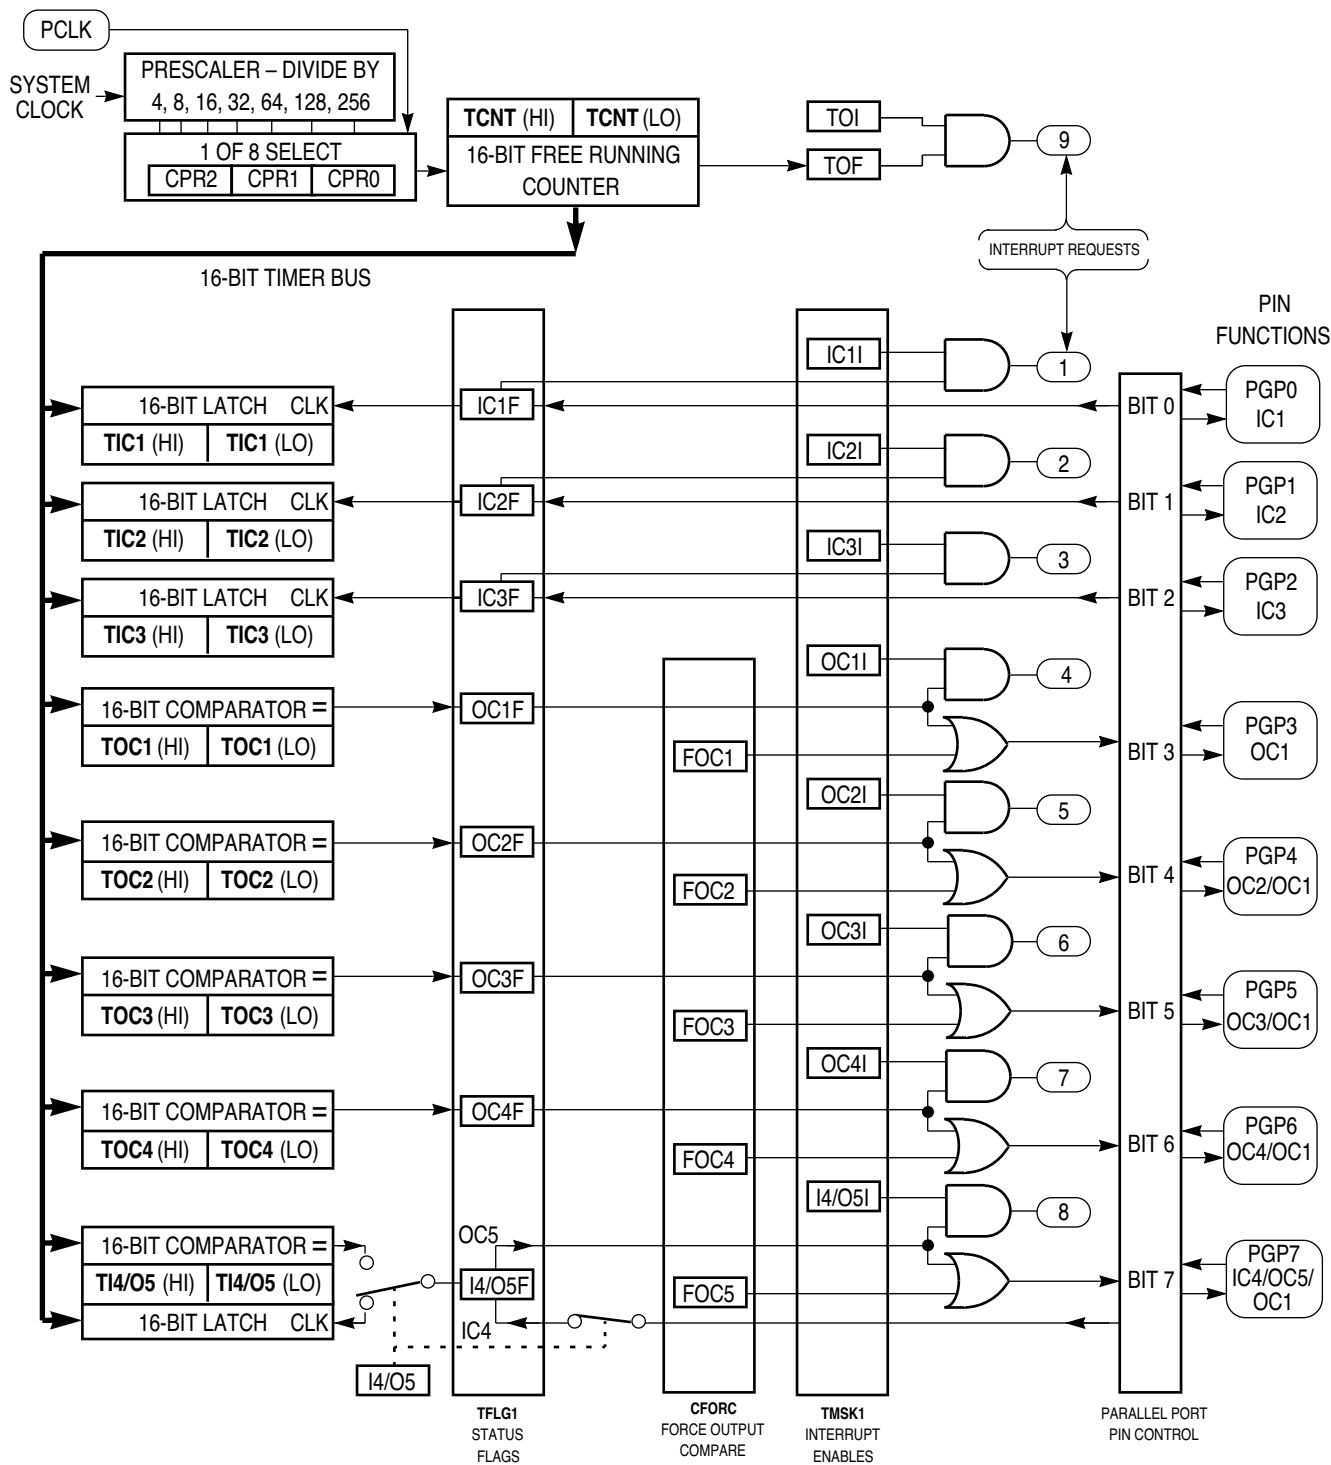 PCLK
SYSTEM
CLOCK
PRESCALER – DIVIDE BY
4, 8, 16, 32, 64, 128, 256
1 OF 8 SELECT
CPR2 CPR1 CPR0
TCNT (HI) TCNT (LO)
16-BIT FREE RUNNING
COUNTER
TOI
TOF
9
INTERRUPT REQUESTS
16-BIT TIMER BUS
PIN
FUNCTIONS
IC1I
1
16-BIT LATCH CLK
TIC1 (HI) TIC1 (LO)
IC1F
BIT 0
PGP0
IC1
IC2I
2
16-BIT LATCH CLK
TIC2 (HI) TIC2 (LO)
IC2F
BIT 1
PGP1
IC2
IC3I
3
16-BIT LATCH CLK
TIC3 (HI) TIC3 (LO)
IC3F
BIT 2
PGP2
IC3
OC1I
4
16-BIT COMPARATOR =
TOC1 (HI) TOC1 (LO)
OC1F
FOC1
BIT 3
PGP3
OC1
OC2I
5
16-BIT COMPARATOR =
TOC2 (HI) TOC2 (LO)
OC2F
FOC2
BIT 4
PGP4
OC2/OC1
OC3I
6
16-BIT COMPARATOR =
TOC3 (HI) TOC3 (LO)
OC3F
FOC3
BIT 5
PGP5
OC3/OC1
OC4I
7
16-BIT COMPARATOR =
TOC4 (HI) TOC4 (LO)
OC4F
FOC4
BIT 6
PGP6
OC4/OC1
I4/O5I
8
16-BIT COMPARATOR =
TI4/O5 (HI) TI4/O5 (LO)
16-BIT LATCH CLK
OC5
I4/O5F
IC4
FOC5
BIT 7
PGP7
IC4/OC5/
OC1
I4/O5
TFLG1
STATUS
FLAGS
CFORC
FORCE OUTPUT
COMPARE
TMSK1
INTERRUPT
ENABLES
PARALLEL PORT
PIN CONTROL